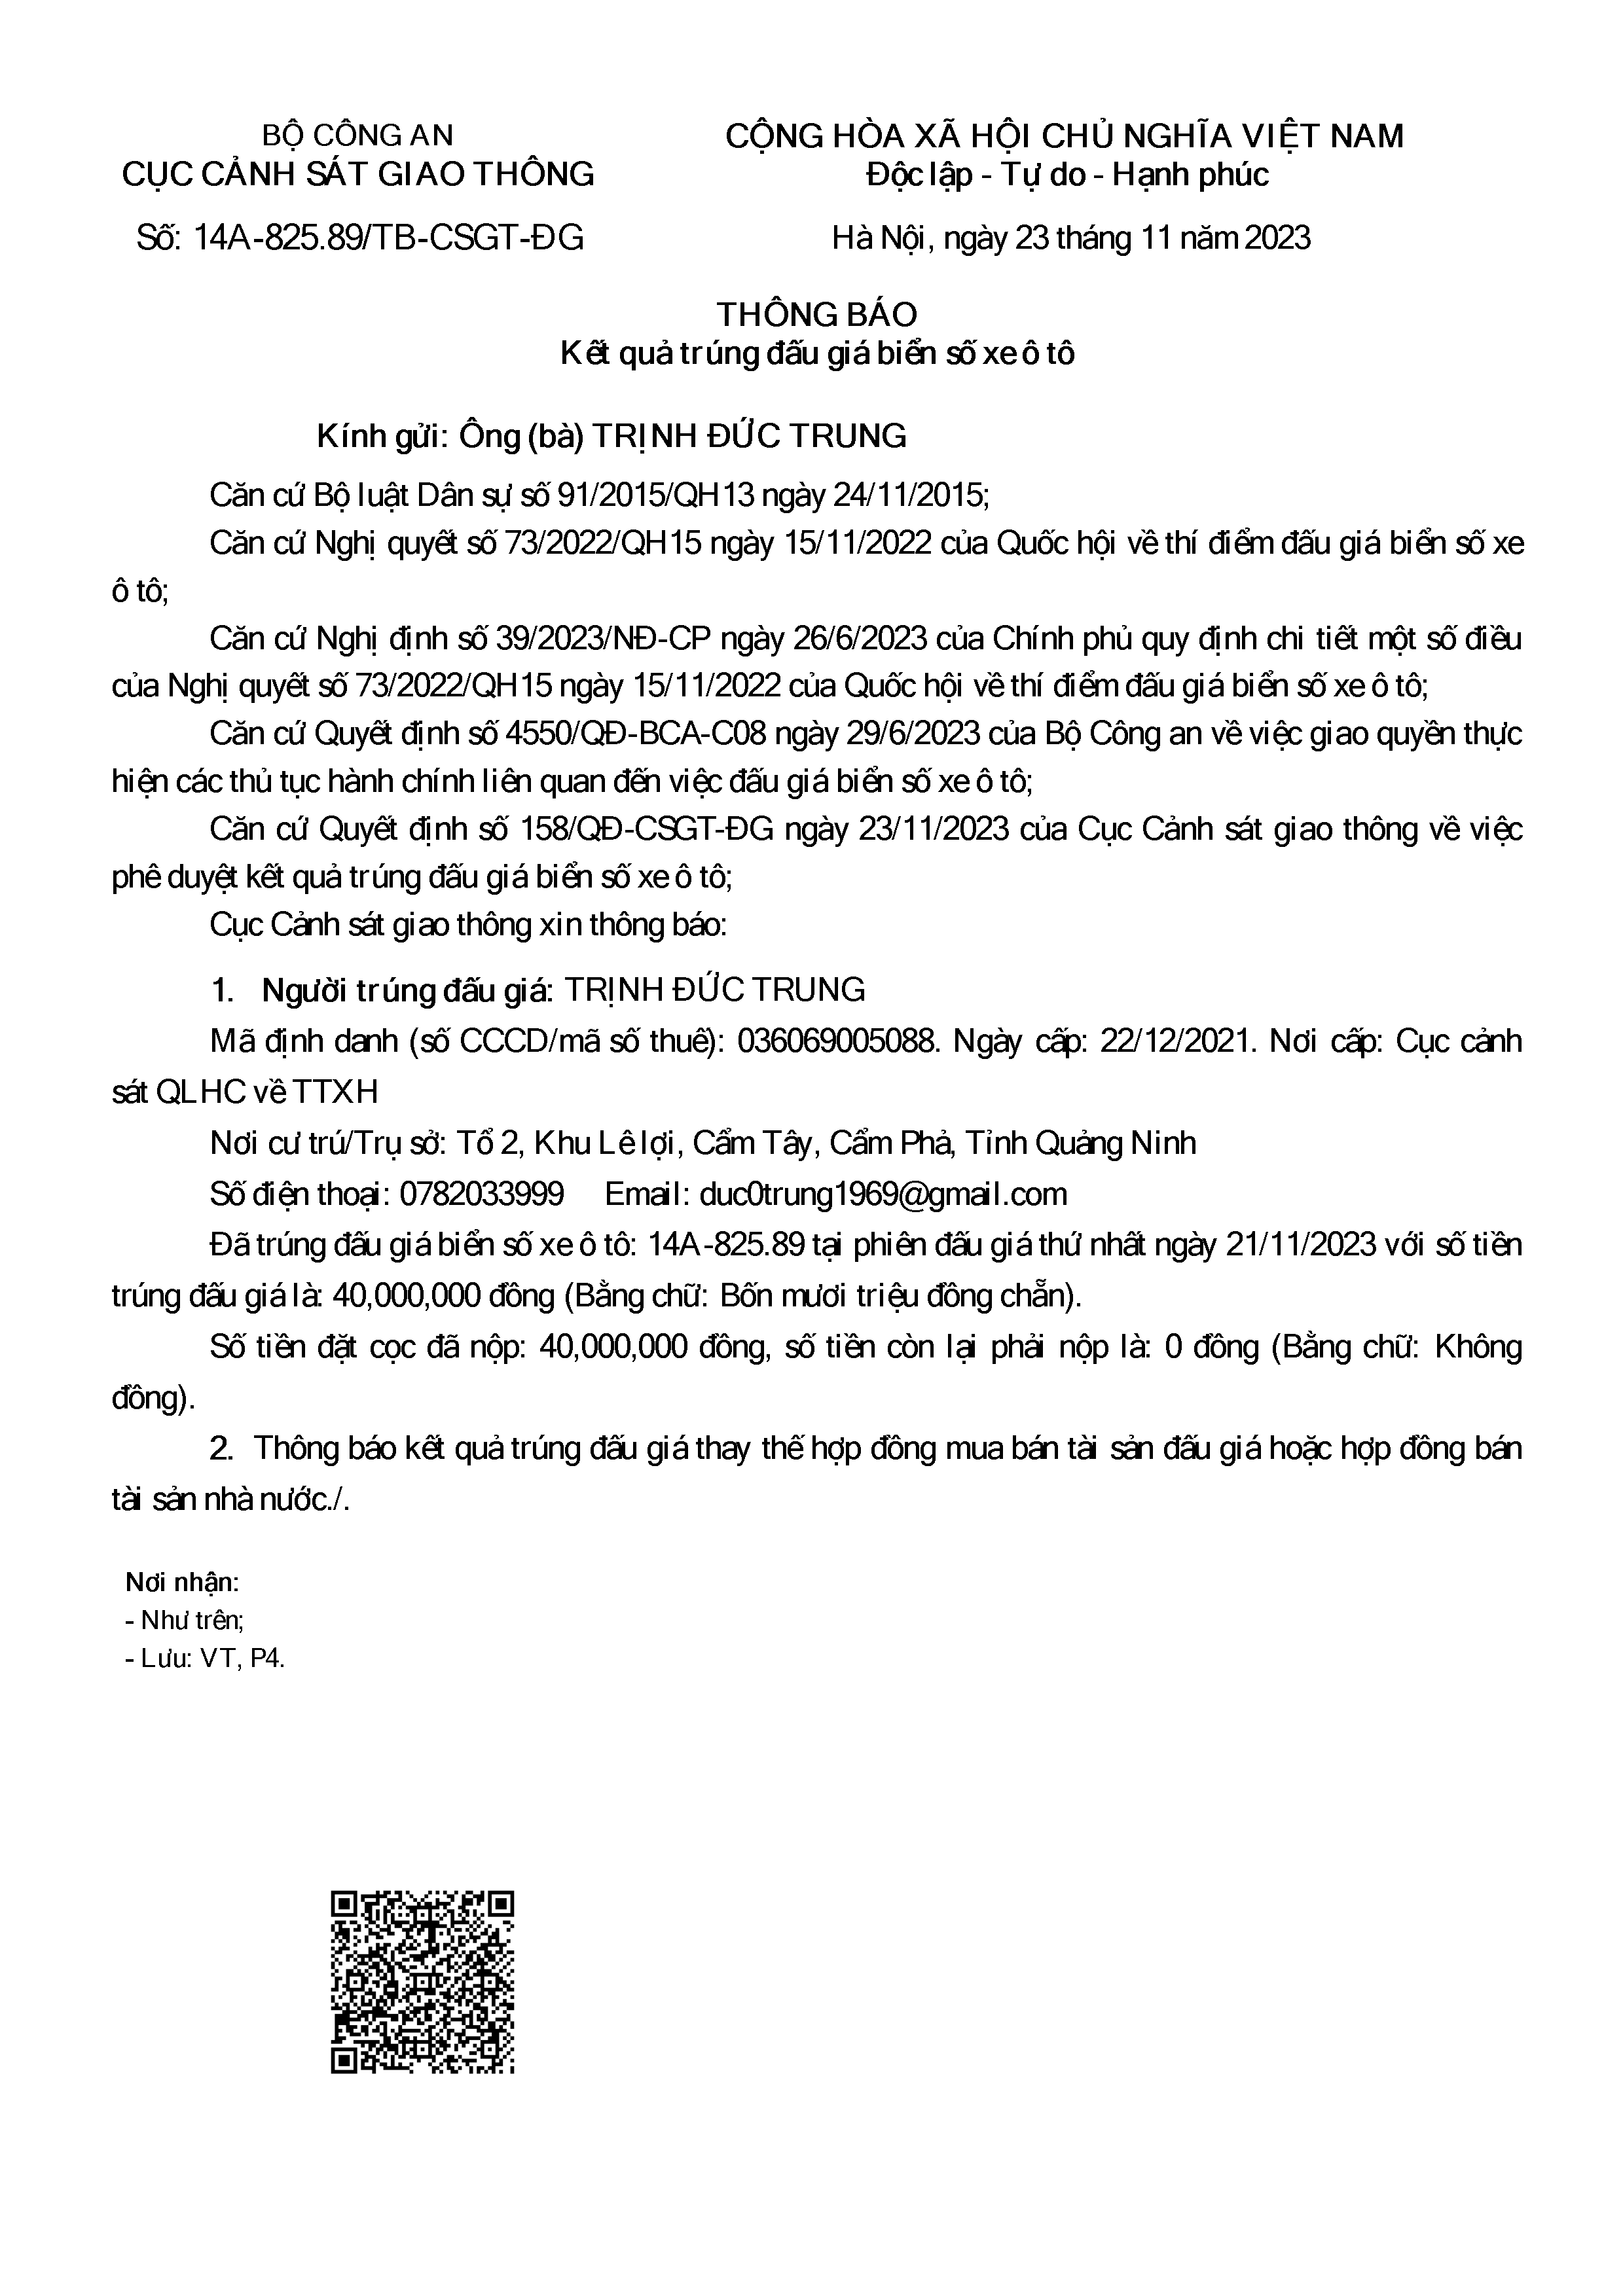 BỘ CÔNG AN
CỤC CẢNH SÁT GIAO THÔNG
Số: 14A-825.89/TB-CSGT-ĐG
CỘNG HÒA XÃ HỘI CHỦ NGHĨA VIỆT NAM
Độc lập - Tự do - Hạnh phúc
Hà Nội, ngày 23 tháng 11 năm 2023
THÔNG BÁO
Kết quả trúng đấu giá biển số xe ô tô
Kính gửi: Ông (bà) TRỊNH ĐỨC TRUNG
Căn cứ Bộ luật Dân sự số 91/2015/QH13 ngày 24/11/2015;
Căn cứ Nghị quyết số 73/2022/QH15 ngày 15/11/2022 của Quốc hội về thí điểm đấu giá biển số xe
ô tô;
Căn cứ Nghị định số 39/2023/NĐ-CP ngày 26/6/2023 của Chính phủ quy định chi tiết một số điều
của Nghị quyết số 73/2022/QH15 ngày 15/11/2022 của Quốc hội về thí điểm đấu giá biển số xe ô tô;
Căn cứ Quyết định số 4550/QĐ-BCA-C08 ngày 29/6/2023 của Bộ Công an về việc giao quyền thực
hiện các thủ tục hành chính liên quan đến việc đấu giá biển số xe ô tô;
Căn cứ Quyết định số 158/QĐ-CSGT-ĐG ngày 23/11/2023 của Cục Cảnh sát giao thông về việc
phê duyệt kết quả trúng đấu giá biển số xe ô tô;
Cục Cảnh sát giao thông xin thông báo:
1. Người trúng đấu giá: TRỊNH ĐỨC TRUNG
Mã định danh (số CCCD/mã số thuế): 036069005088. Ngày cấp: 22/12/2021. Nơi cấp: Cục cảnh
sát QLHC về TTXH
Nơi cư trú/Trụ sở: Tổ 2, Khu Lê lợi, Cẩm Tây, Cẩm Phả, Tỉnh Quảng Ninh
Số điện thoại: 0782033999 Email: duc0trung1969@gmail.com
Đã trúng đấu giá biển số xe ô tô: 14A-825.89 tại phiên đấu giá thứ nhất ngày 21/11/2023 với số tiền
trúng đấu giá là: 40,000,000 đồng (Bằng chữ: Bốn mươi triệu đồng chẵn).
Số tiền đặt cọc đã nộp: 40,000,000 đồng, số tiền còn lại phải nộp là: 0 đồng (Bằng chữ: Không
đồng).
2. Thông báo kết quả trúng đấu giá thay thế hợp đồng mua bán tài sản đấu giá hoặc hợp đồng bán
tài sản nhà nước./.
Nơi nhận:
- Như trên;
- Lưu: VT, P4.